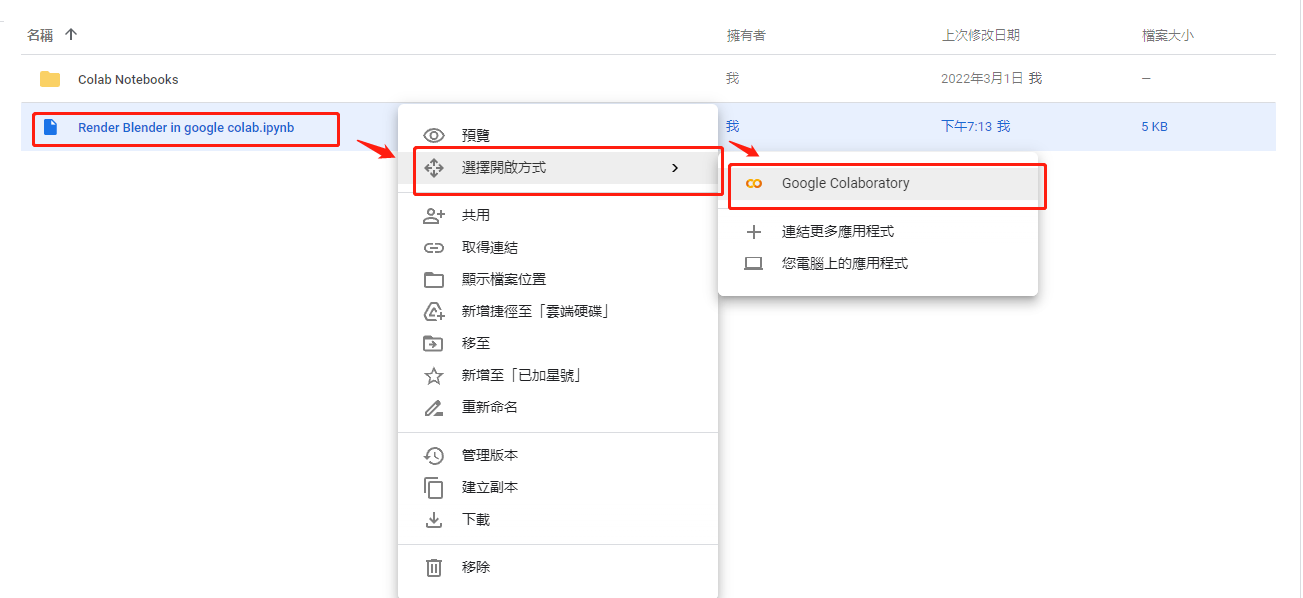 名稱 擁有者 上次修改日期 檔案大小
Colab Notebooks 我 2022年3月1日 我 —
Render Blender in google colab.ipynb 我 下午7:13 我 5 KB
預覽
選擇開啟方式
Google Colaboratory
連結更多應用程式
您電腦上的應用程式
共用
取得連結
顯示檔案位置
新增捷徑至「雲端硬碟」
移至
新增至「已加星號」
重新命名
管理版本
建立副本
下載
移除